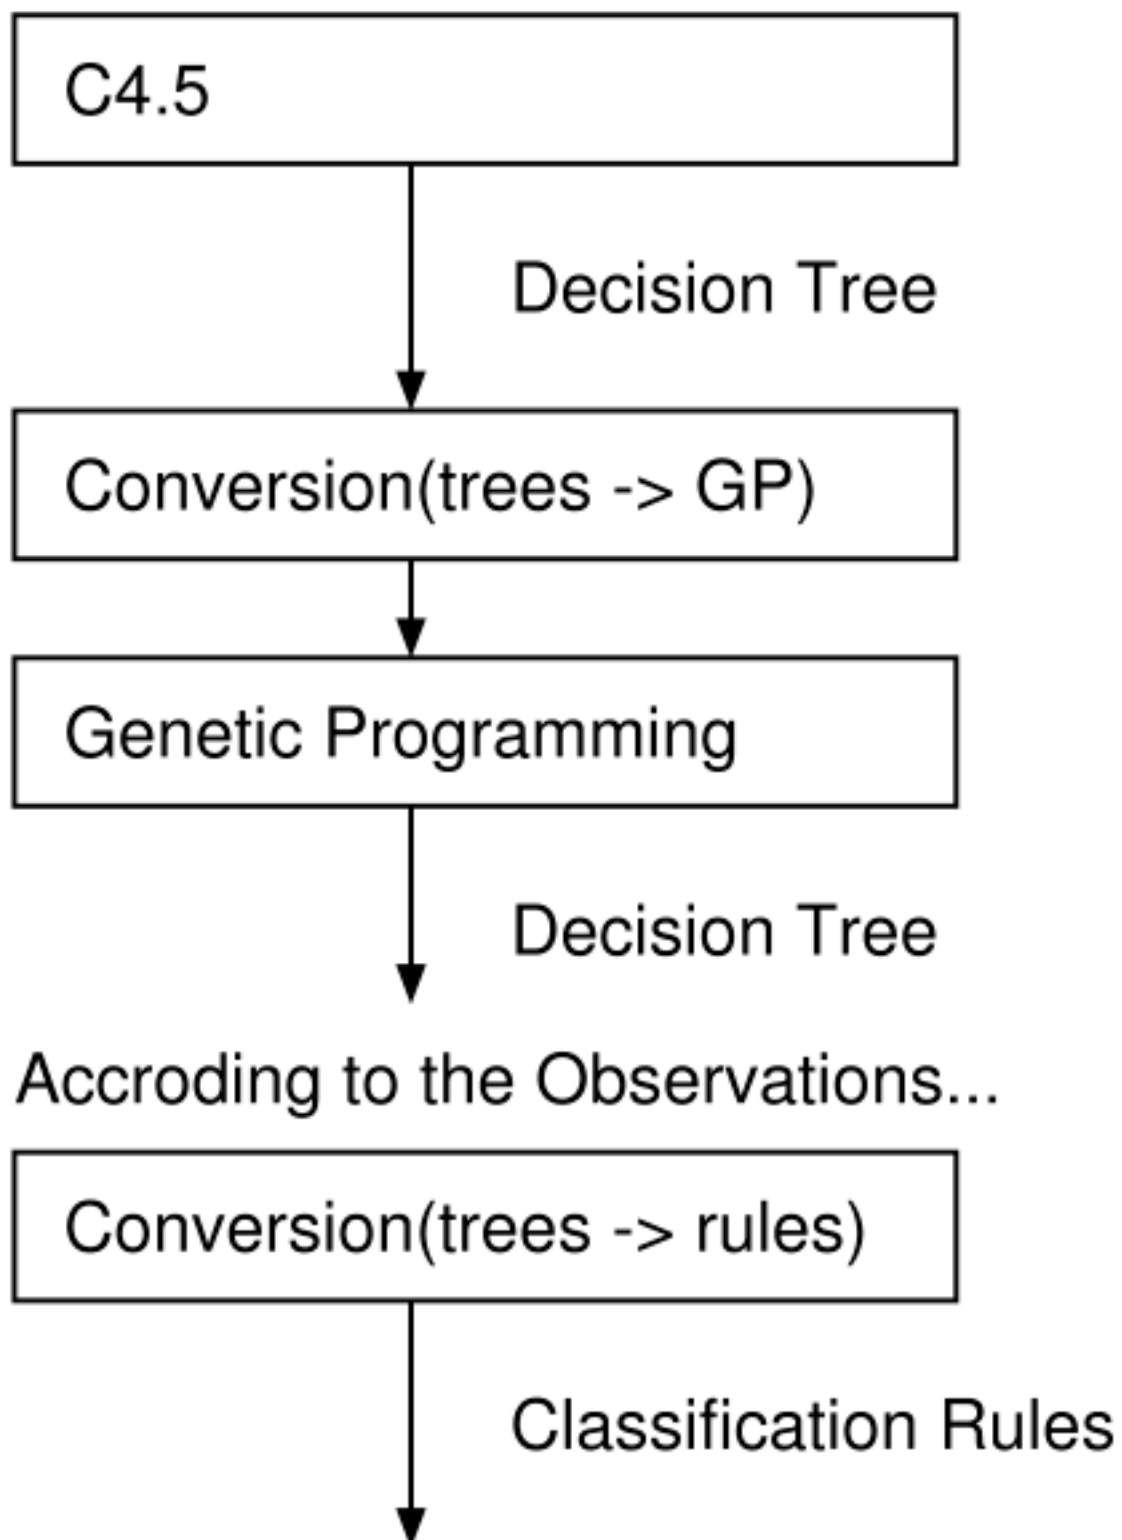 C4.5
Decision Tree
Conversion(trees -> GP)
Genetic Programming
Decision Tree
Accroding to the Observations...
Conversion(trees -> rules)
Classification Rules